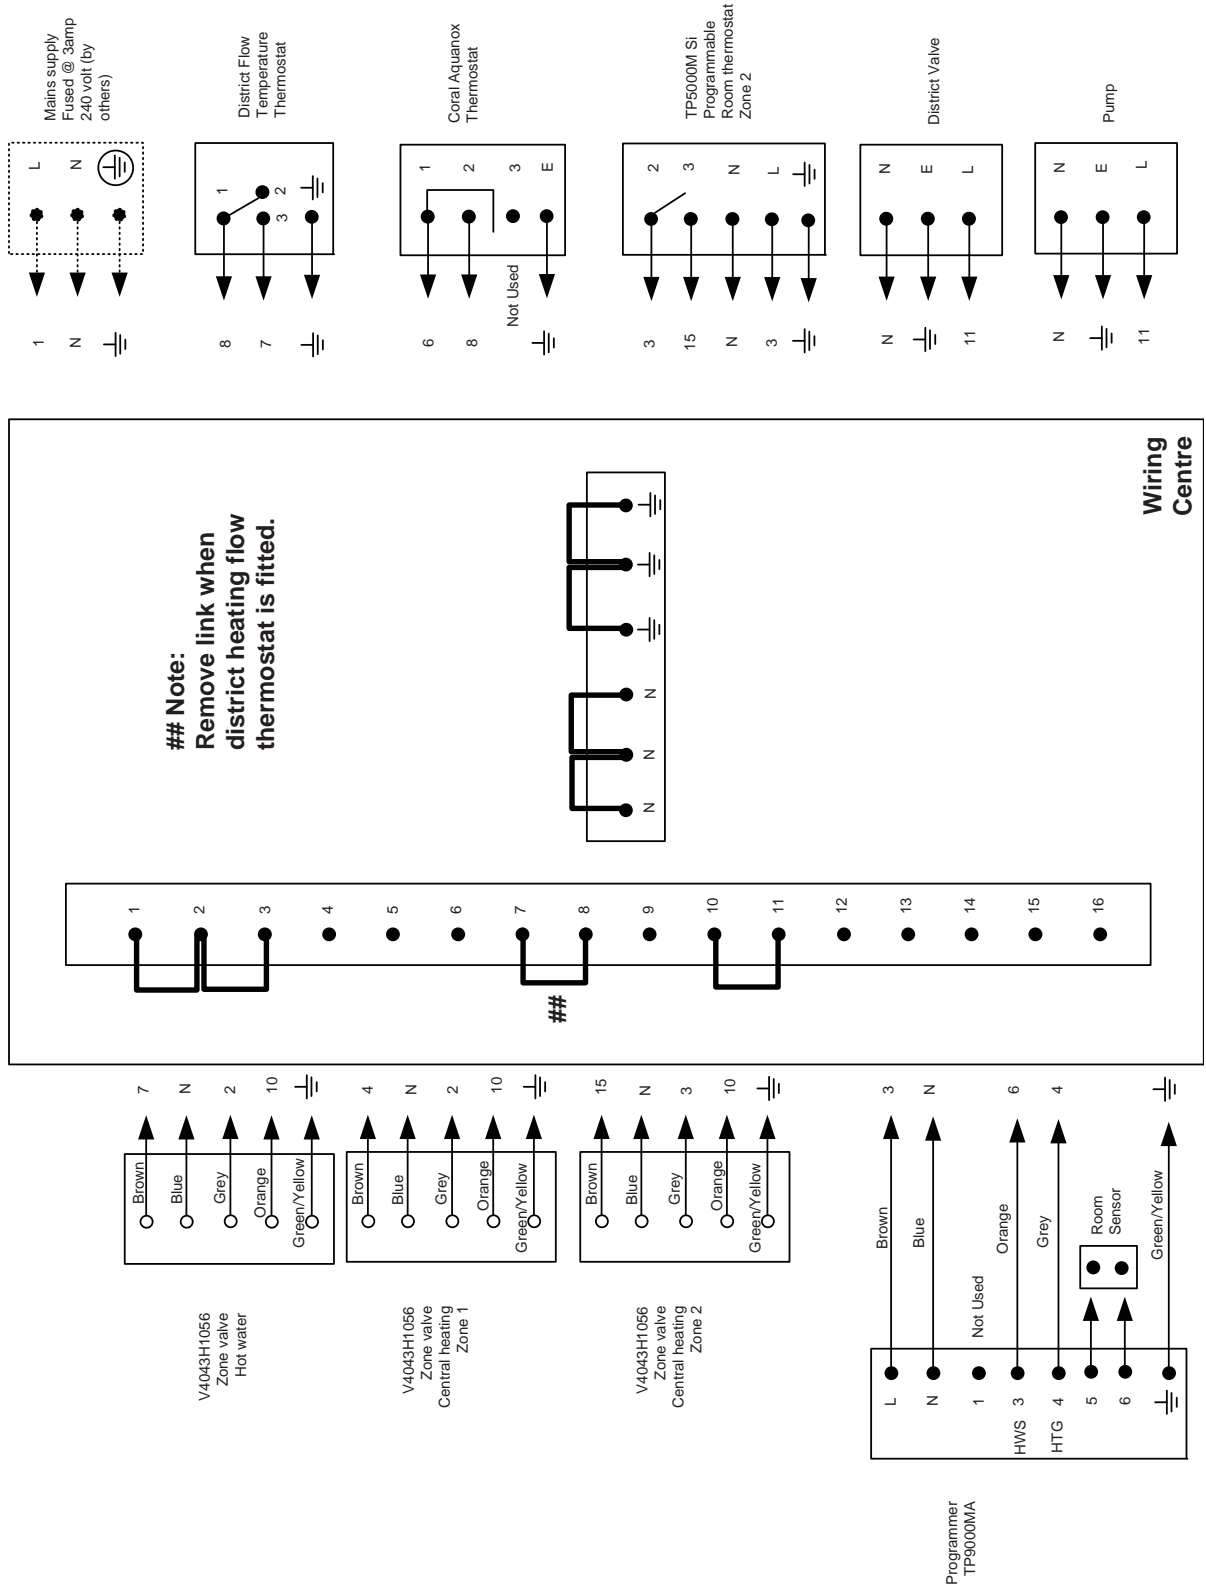 Mains supply
Fused @ 3amp
240 volt (by
others)
L
N
1
N
District Flow
Temperature
Thermostat
1
2
3
8
7
Coral Aquanox
Thermostat
1
2
3
E
6
8
Not Used
TP5000M Si
Programmable
Room thermostat
Zone 2
2
3
N
L
3
15
N
3
District Valve
N
E
L
N
11
Pump
N
E
L
N
11
## Note:
Remove link when
district heating flow
thermostat is fitted.
N
N
N
Wiring
Centre
1
2
3
4
5
6
7
8
9
10
11
12
13
14
15
16
##
7
N
2
10
Brown
Blue
Grey
Orange
Green/Yellow
V4043H1056
Zone valve
Hot water
4
N
2
10
Brown
Blue
Grey
Orange
Green/Yellow
V4043H1056
Zone valve
Central heating
Zone 1
15
N
3
10
Brown
Blue
Grey
Orange
Green/Yellow
V4043H1056
Zone valve
Central heating
Zone 2
3
N
6
4
Brown
Blue
Not Used
Orange
Grey
Room
Sensor
Green/Yellow
L
N
1
HWS 3
HTG 4
5
6
Programmer
TP9000MA